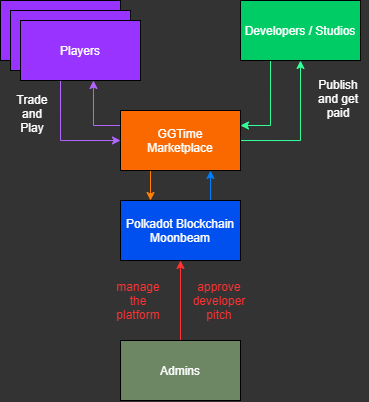 Players
Developers / Studios
Trade
and
Play
Publish
and get
paid
GGTime
Marketplace
Polkadot Blockchain
Moonbeam
manage
the
platform
approve
developer
pitch
Admins